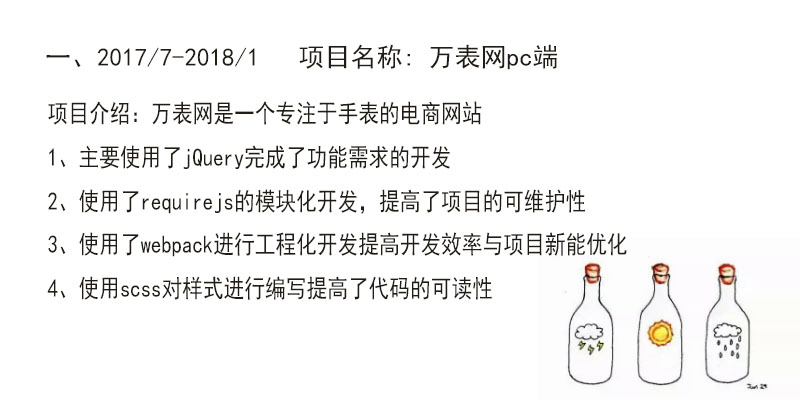 一、2017/7-2018/1 项目名称: 万表网pc端
项目介绍：万表网是一个专注于手表的电商网站
1、主要使用了jQuery完成了功能需求的开发
2、使用了requirejs的模块化开发，提高了项目的可维护性
3、使用了webpack进行工程化开发提高开发效率与项目新能优化
4、使用scss对样式进行编写提高了代码的可读性